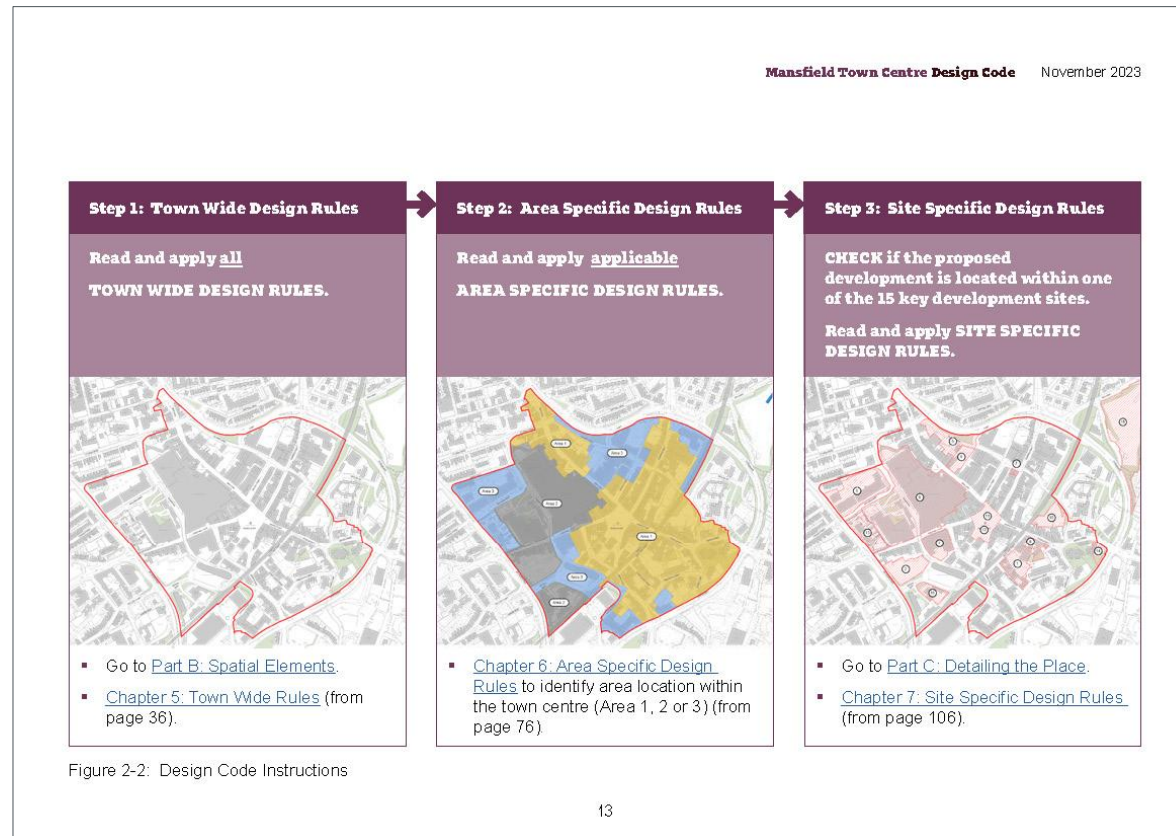 Mansfield Town Centre Design Code November 2023
Step 1: Town Wide Design Rules
Read and apply all
TOWN WIDE DESIGN RULES.
Go to Part B: Spatial Elements.
Chapter 5: Town Wide Rules (from
page 36).
Step 2: Area Specific Design Rules
Read and apply applicable
AREA SPECIFIC DESIGN RULES.
Chapter 6: Area Specific Design
Rules to identify area location within
the town centre (Area 1, 2 or 3) (from
page 76).
Step 3: Site Specific Design Rules
CHECK if the proposed
development is located within one
of the 15 key development sites.
Read and apply SITE SPECIFIC
DESIGN RULES.
Go to Part C: Detailing the Place.
Chapter 7: Site Specific Design Rules
(from page 106).
Figure 2-2: Design Code Instructions
13